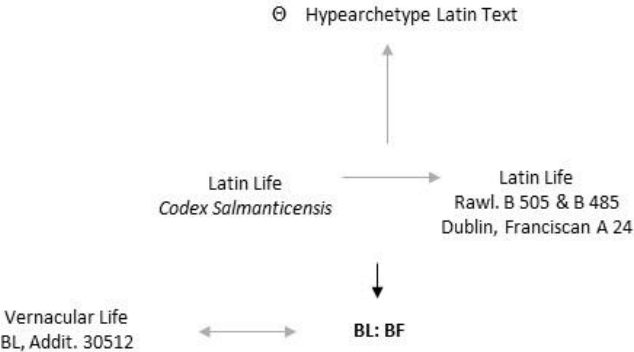 Θ Hypearchetype Latin Text
Latin Life
Codex Salmanticensis
Latin Life
Rawl. B 505 & B 485
Dublin, Franciscan A 24
Vernacular Life
BL, Addit. 30512
BL: BF